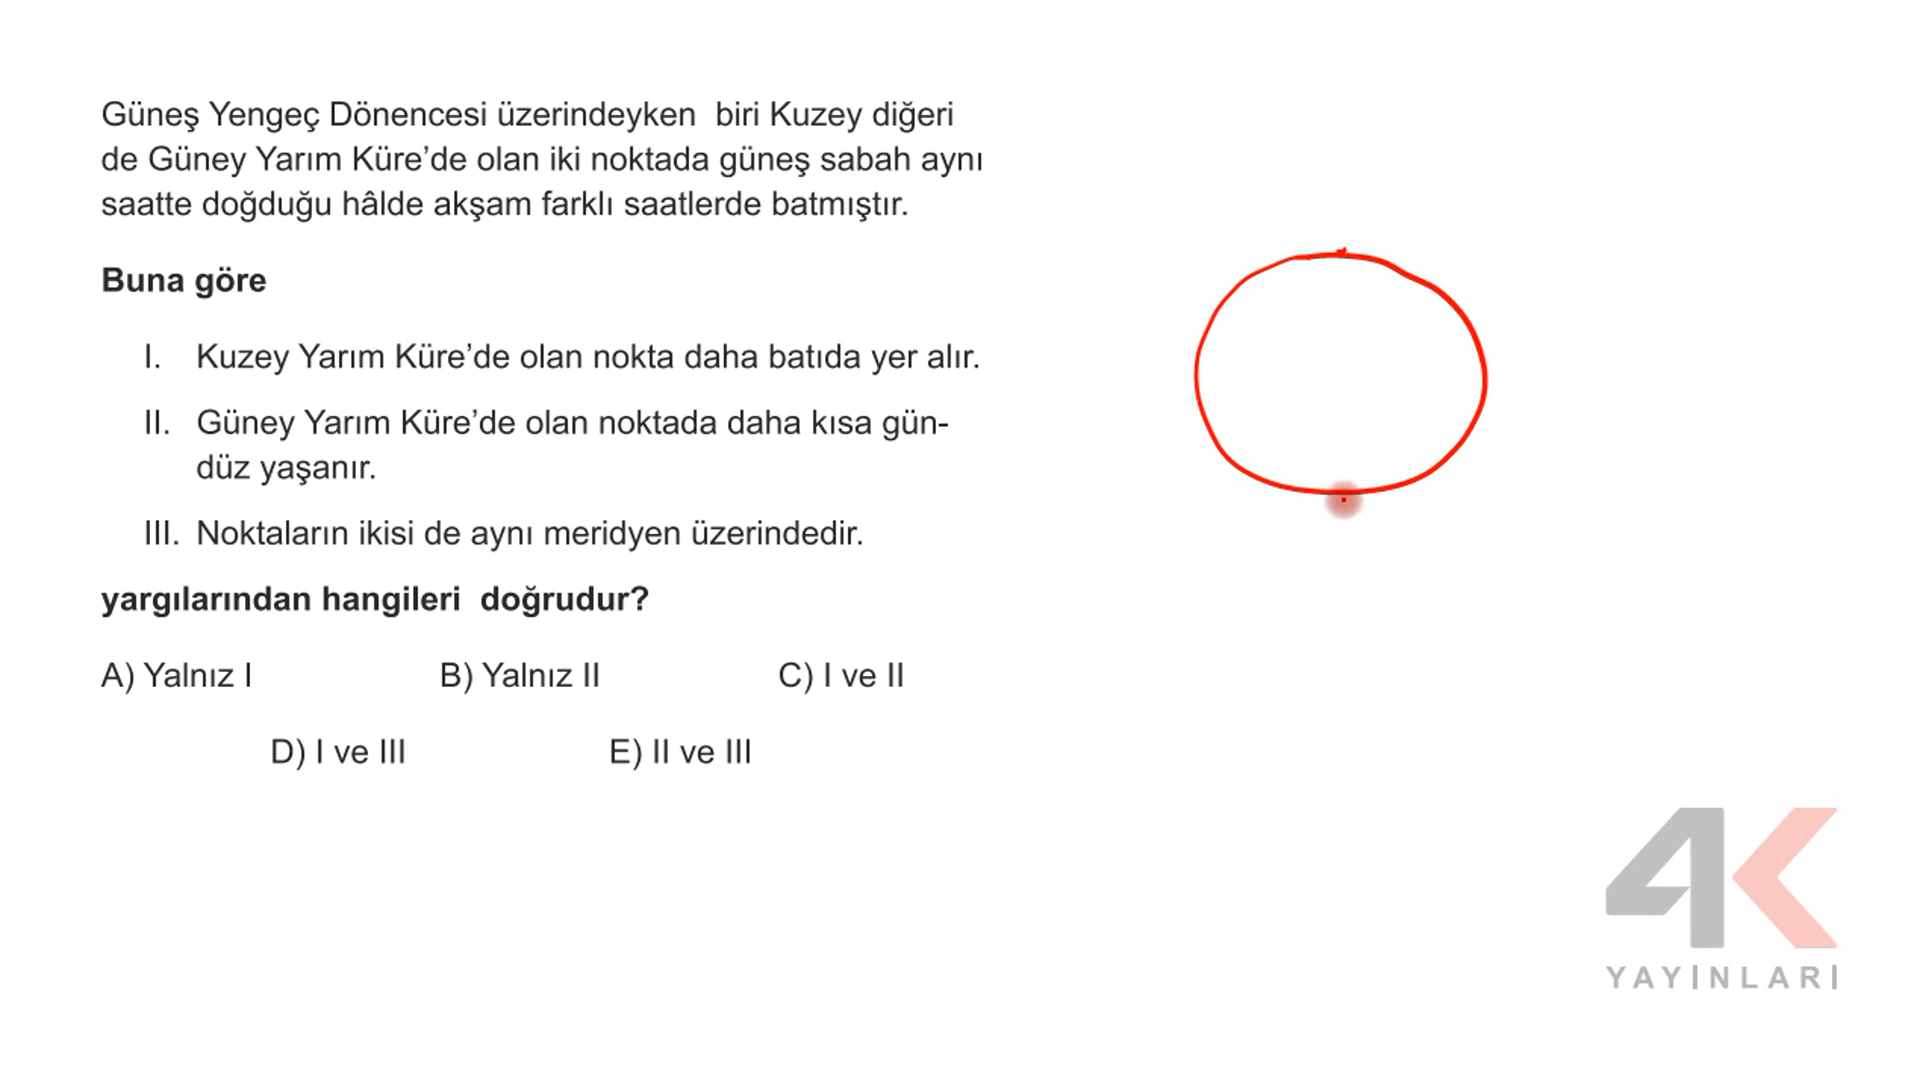 Güneş Yengeç Dönencesi üzerindeyken biri Kuzey diğeri
de Güney Yarım Küre’de olan iki noktada güneş sabah aynı
saatte doğduğu hâlde akşam farklı saatlerde batmıştır.
Buna göre
I. Kuzey Yarım Küre’de olan nokta daha batıda yer alır.
II. Güney Yarım Küre’de olan noktada daha kısa gün-
düz yaşanır.
III. Noktaların ikisi de aynı meridyen üzerindedir.
yargılarından hangileri doğrudur?
A) Yalnız I B) Yalnız II C) I ve II
D) I ve III E) II ve III
4K
YAYINLARI